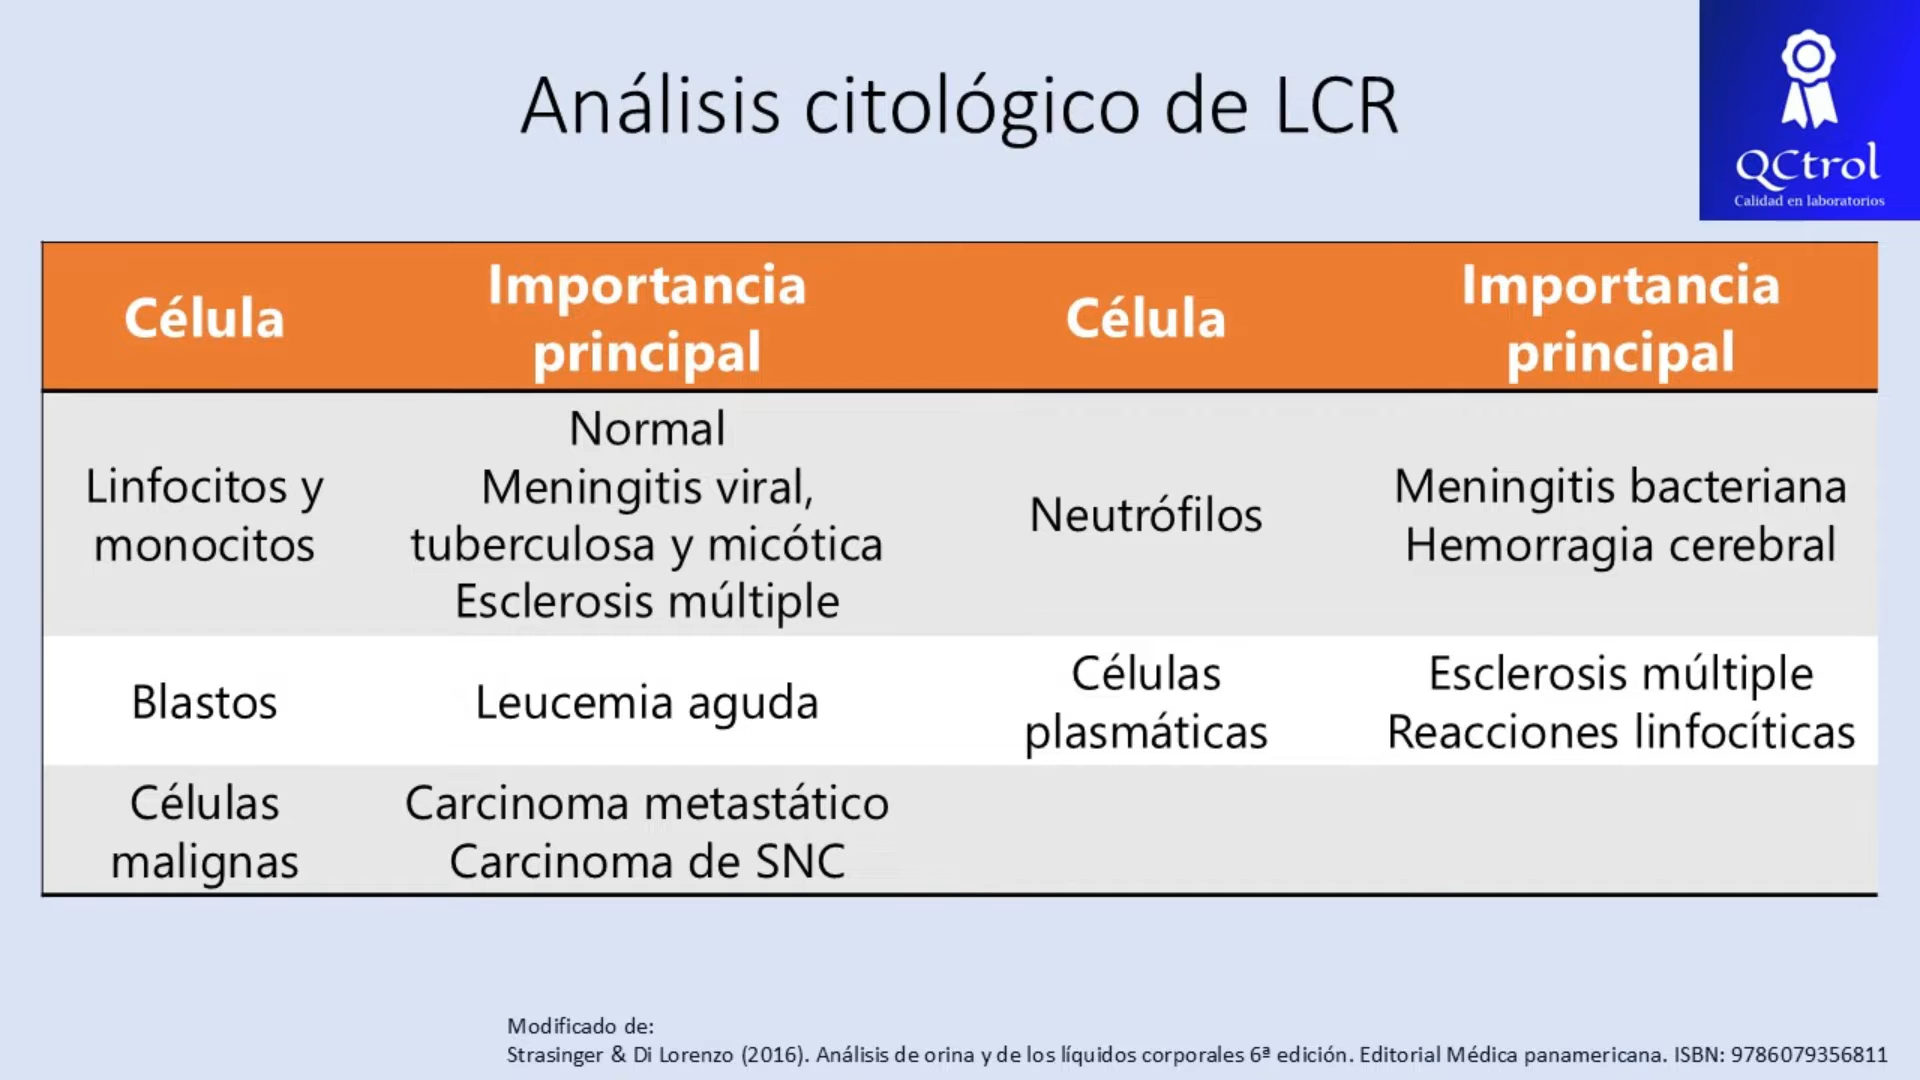 Análisis citológico de LCR
QCtrol
Calidad en laboratorios
Célula
Importancia
principal
Célula
Importancia
principal
Linfocitos y
monocitos
Normal
Meningitis viral,
tuberculosa y micótica
Esclerosis múltiple
Neutrófilos
Meningitis bacteriana
Hemorragia cerebral
Blastos
Leucemia aguda
Células
plasmáticas
Esclerosis múltiple
Reacciones linfocíticas
Células
malignas
Carcinoma metastático
Carcinoma de SNC
Modificado de:
Strasinger & Di Lorenzo (2016). Análisis de orina y de los líquidos corporales 6ª edición. Editorial Médica panamericana. ISBN: 9786079356811